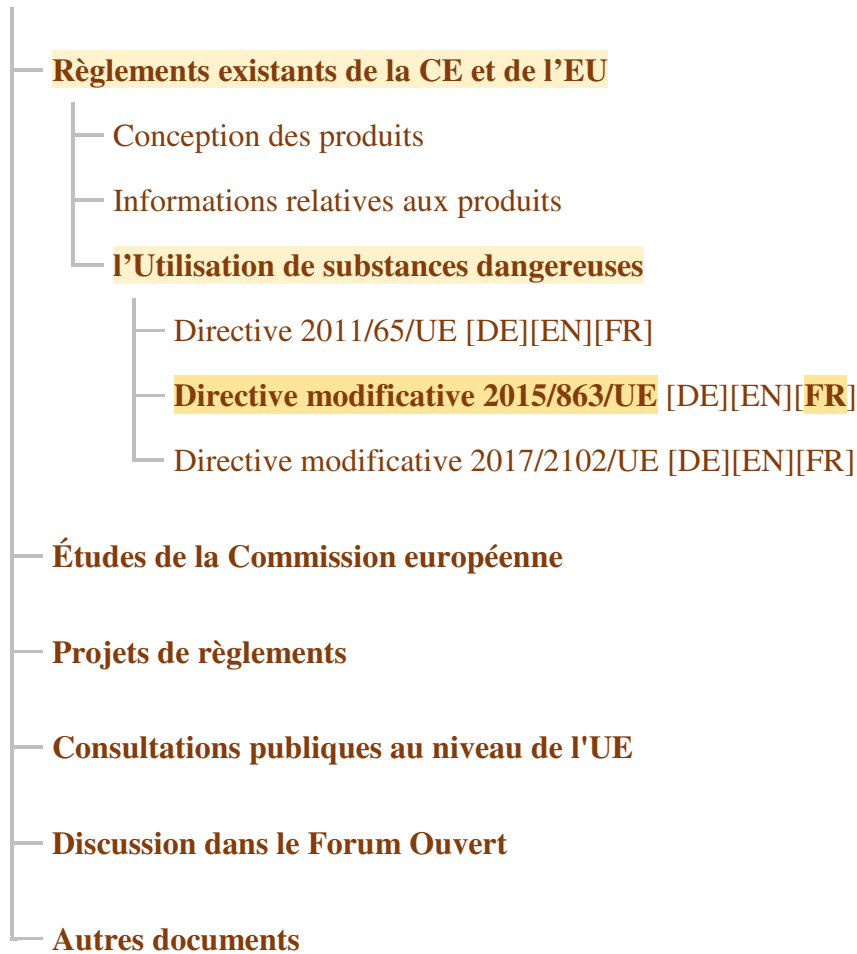 Règlements existants de la CE et de l’EU
Conception des produits
Informations relatives aux produits
l’Utilisation de substances dangereuses
Directive 2011/65/UE [DE][EN][FR]
Directive modificative 2015/863/UE [DE][EN][FR]
Directive modificative 2017/2102/UE [DE][EN][FR]
Études de la Commission européenne
Projets de règlements
Consultations publiques au niveau de l'UE
Discussion dans le Forum Ouvert
Autres documents